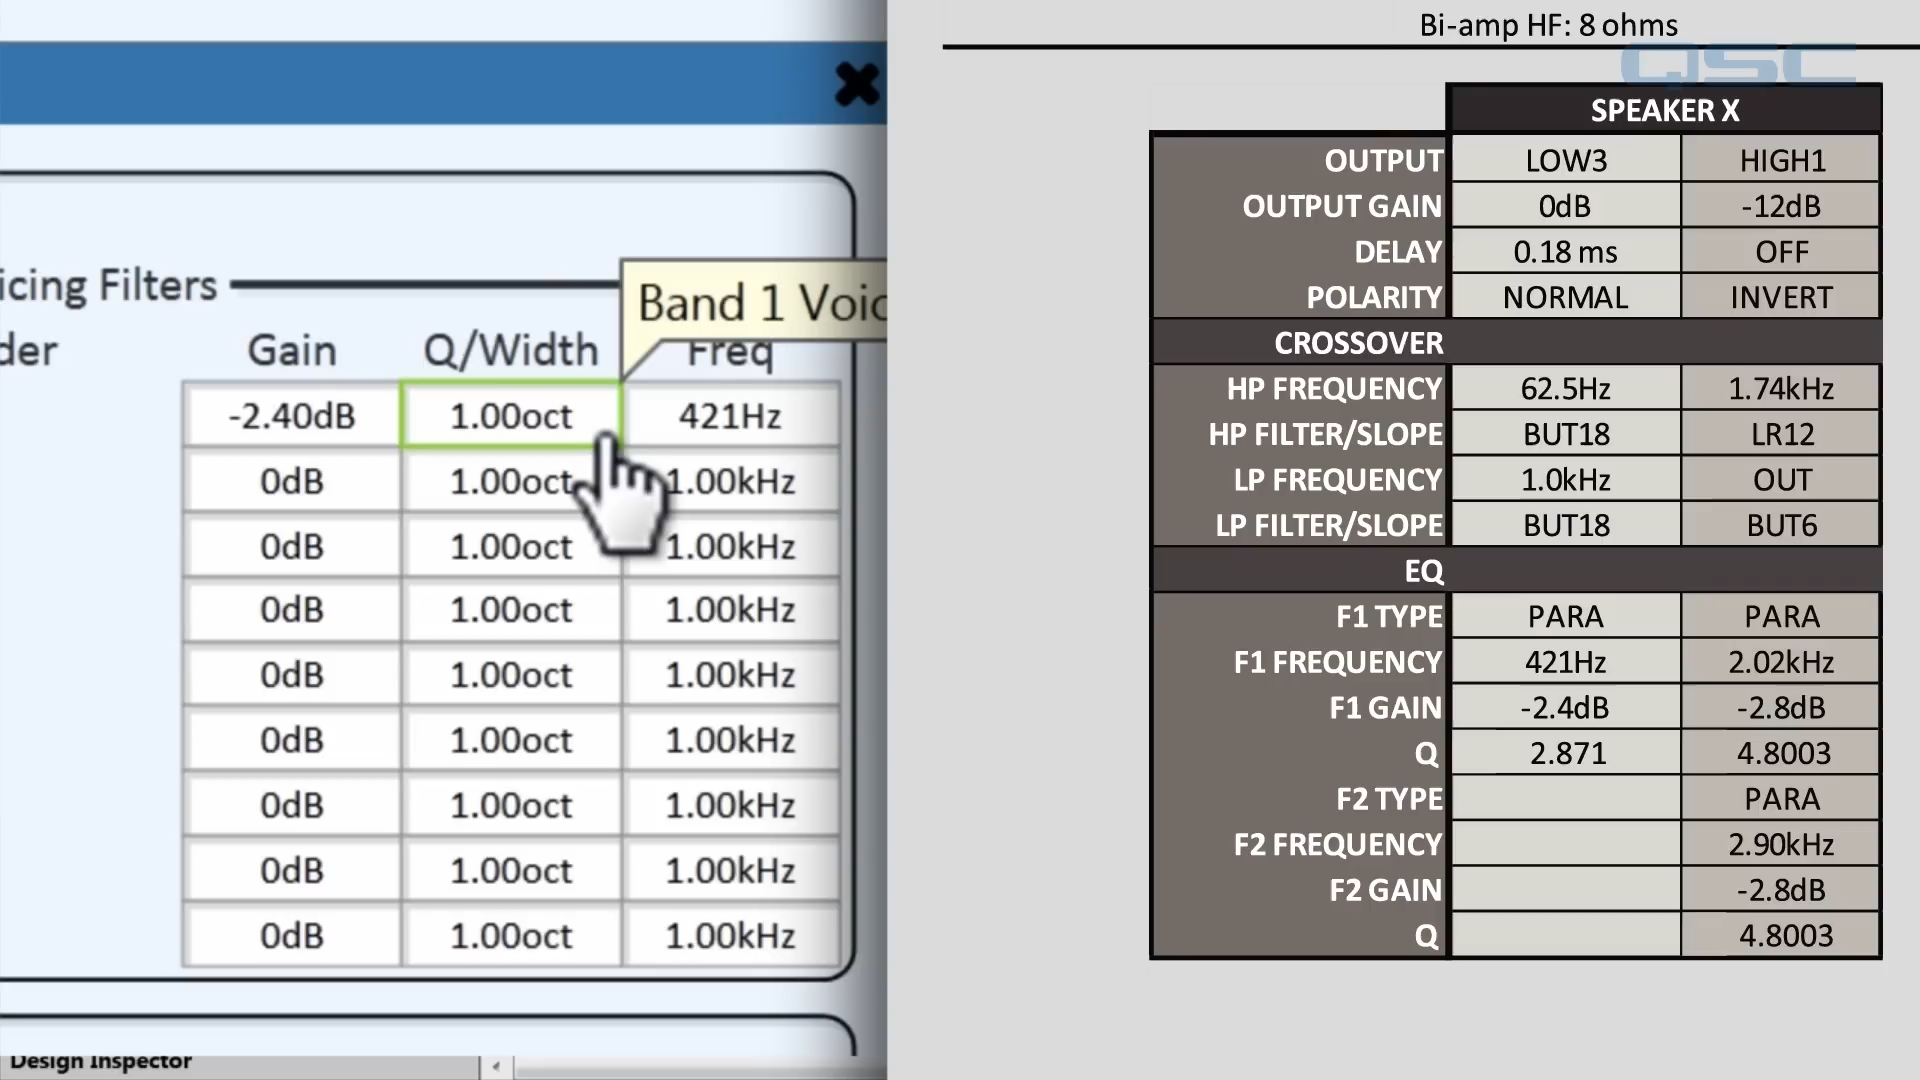 icing Filters
der Gain Q/Width Freq
Band 1 Voic
-2.40dB 1.00oct 421Hz
0dB 1.00oct 1.00kHz
0dB 1.00oct 1.00kHz
0dB 1.00oct 1.00kHz
0dB 1.00oct 1.00kHz
0dB 1.00oct 1.00kHz
0dB 1.00oct 1.00kHz
0dB 1.00oct 1.00kHz
0dB 1.00oct 1.00kHz
Design Inspector
Bi-amp HF: 8 ohms
QSC
SPEAKER X
OUTPUT LOW3 HIGH1
OUTPUT GAIN 0dB -12dB
DELAY 0.18 ms OFF
POLARITY NORMAL INVERT
CROSSOVER
HP FREQUENCY 62.5Hz 1.74kHz
HP FILTER/SLOPE BUT18 LR12
LP FREQUENCY 1.0kHz OUT
LP FILTER/SLOPE BUT18 BUT6
EQ
F1 TYPE PARA PARA
F1 FREQUENCY 421Hz 2.02kHz
F1 GAIN -2.4dB -2.8dB
Q 2.871 4.8003
F2 TYPE PARA
F2 FREQUENCY 2.90kHz
F2 GAIN -2.8dB
Q 4.8003